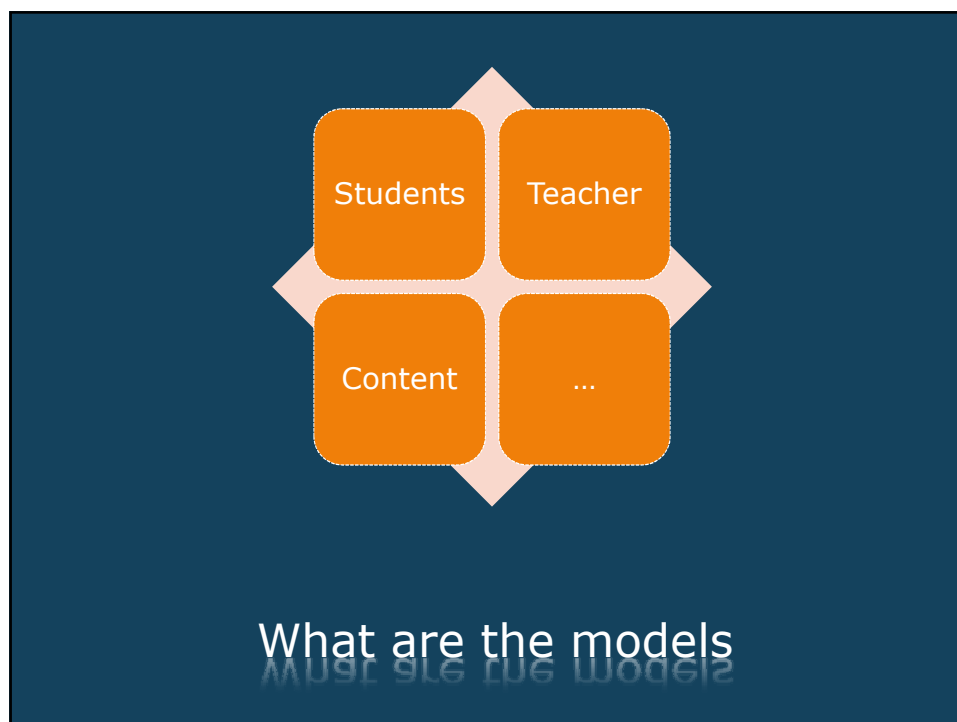 Students
Teacher
Content
...
What are the models